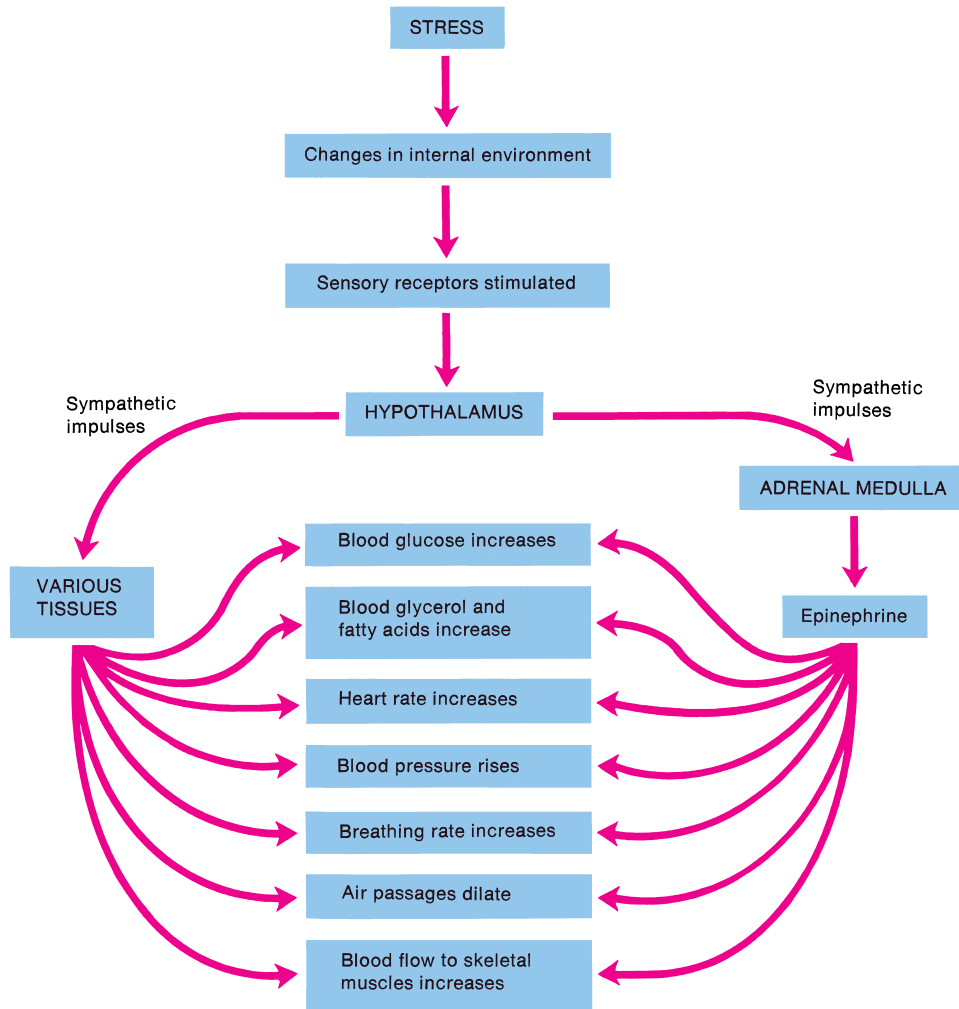 STRESS
Changes in internal environment
Sensory receptors stimulated
Sympathetic
impulses
HYPOTHALAMUS
Sympathetic
impulses
ADRENAL MEDULLA
VARIOUS
TISSUES
Epinephrine
Blood glucose increases
Blood glycerol and
fatty acids increase
Heart rate increases
Blood pressure rises
Breathing rate increases
Air passages dilate
Blood flow to skeletal
muscles increases